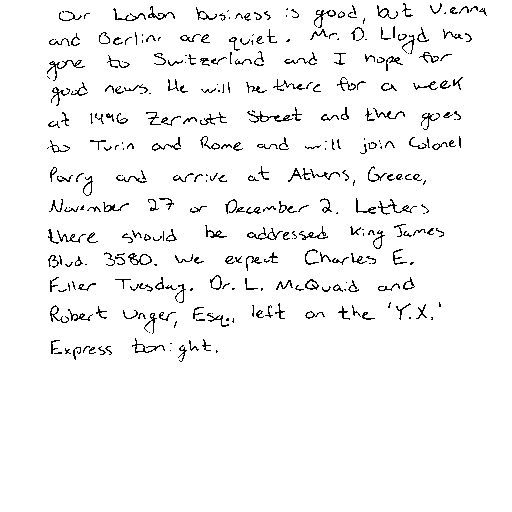 Our London business is good, but Vienna
and Berlin are quiet. Mr. D. Lloyd has
gone to Switzerland and I hope for
good news. He will be there for a week
at 1496 Zermott Street and then goes
to Turin and Rome and will join Colonel
Parry and arrive at Athens, Greece,
November 27 or December 2. Letters
there should be addressed King James
Blvd. 3580. We expect Charles E.
Fuller Tuesday. Dr. L. McQuaid and
Robert Unger, Esq., left on the 'Y.X.'
Express tonight.